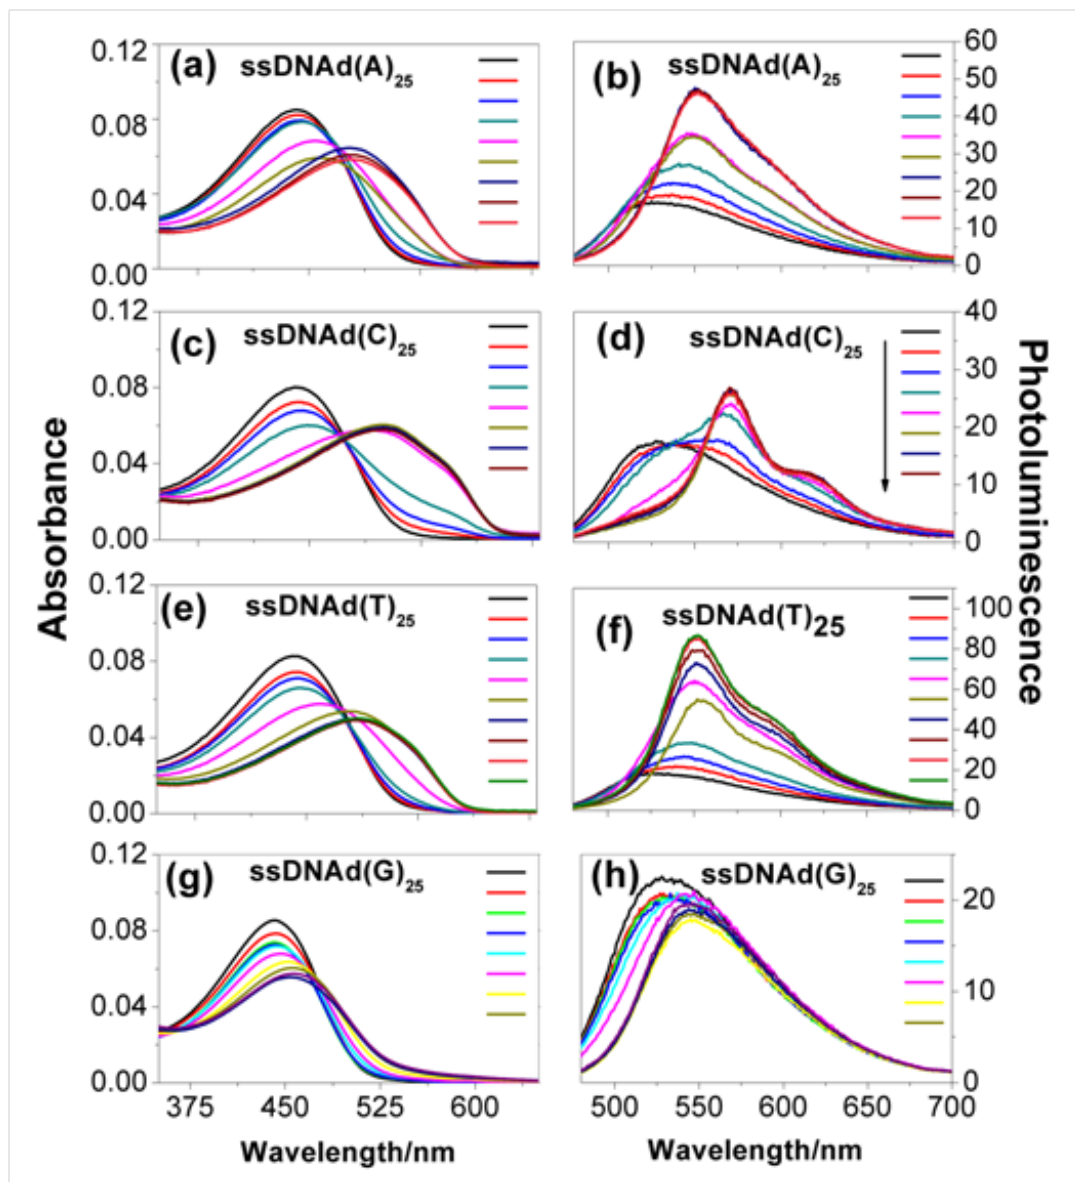 0.12
0.08
0.04
0.00
(a)
ssDNAd(A)25
(b)
ssDNAd(A)25
60
50
40
30
20
10
0
0.12
0.08
0.04
0.00
(c)
ssDNAd(C)25
(d)
ssDNAd(C)25
40
30
20
10
0
Absorbance
Photoluminescence
0.12
0.08
0.04
0.00
(e)
ssDNAd(T)25
(f)
ssDNAd(T)25
100
80
60
40
20
0
0.12
0.08
0.04
0.00
(g)
ssDNAd(G)25
(h)
ssDNAd(G)25
20
10
0
375 450 525 600
500 550 600 650 700
Wavelength/nm
Wavelength/nm